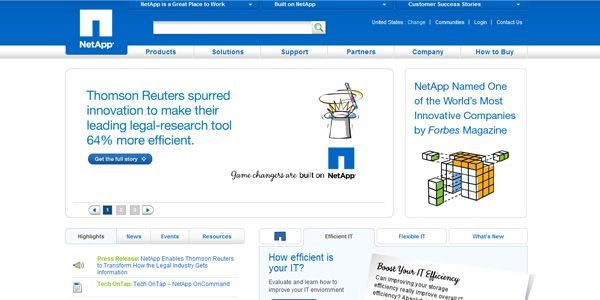 NetApp is a Great Place to Work
Built on NetApp
Customer Success Stories
United States : Change | Communities | Login | Contact Us
NetApp
Products
Solutions
Support
Partners
Company
How to Buy
Thomson Reuters spurred
innovation to make their
leading legal-research tool
64% more efficient.
Get the full story
Game changers are built on NetApp
1 2 3
NetApp Named One
of the World's Most
Innovative Companies
by Forbes Magazine
Highlights
News
Events
Resources
Press Release: NetApp Enables Thomson Reuters
to Transform How the Legal Industry Gets
Information
Tech OnTap: Tech OnTap – NetApp OnCommand
Efficient IT
Flexible IT
What's New
How efficient is
your IT?
Evaluate and learn how to
improve your IT enviornment
Boost Your IT Efficiency
Can improving your storage
efficiency really improve overall IT